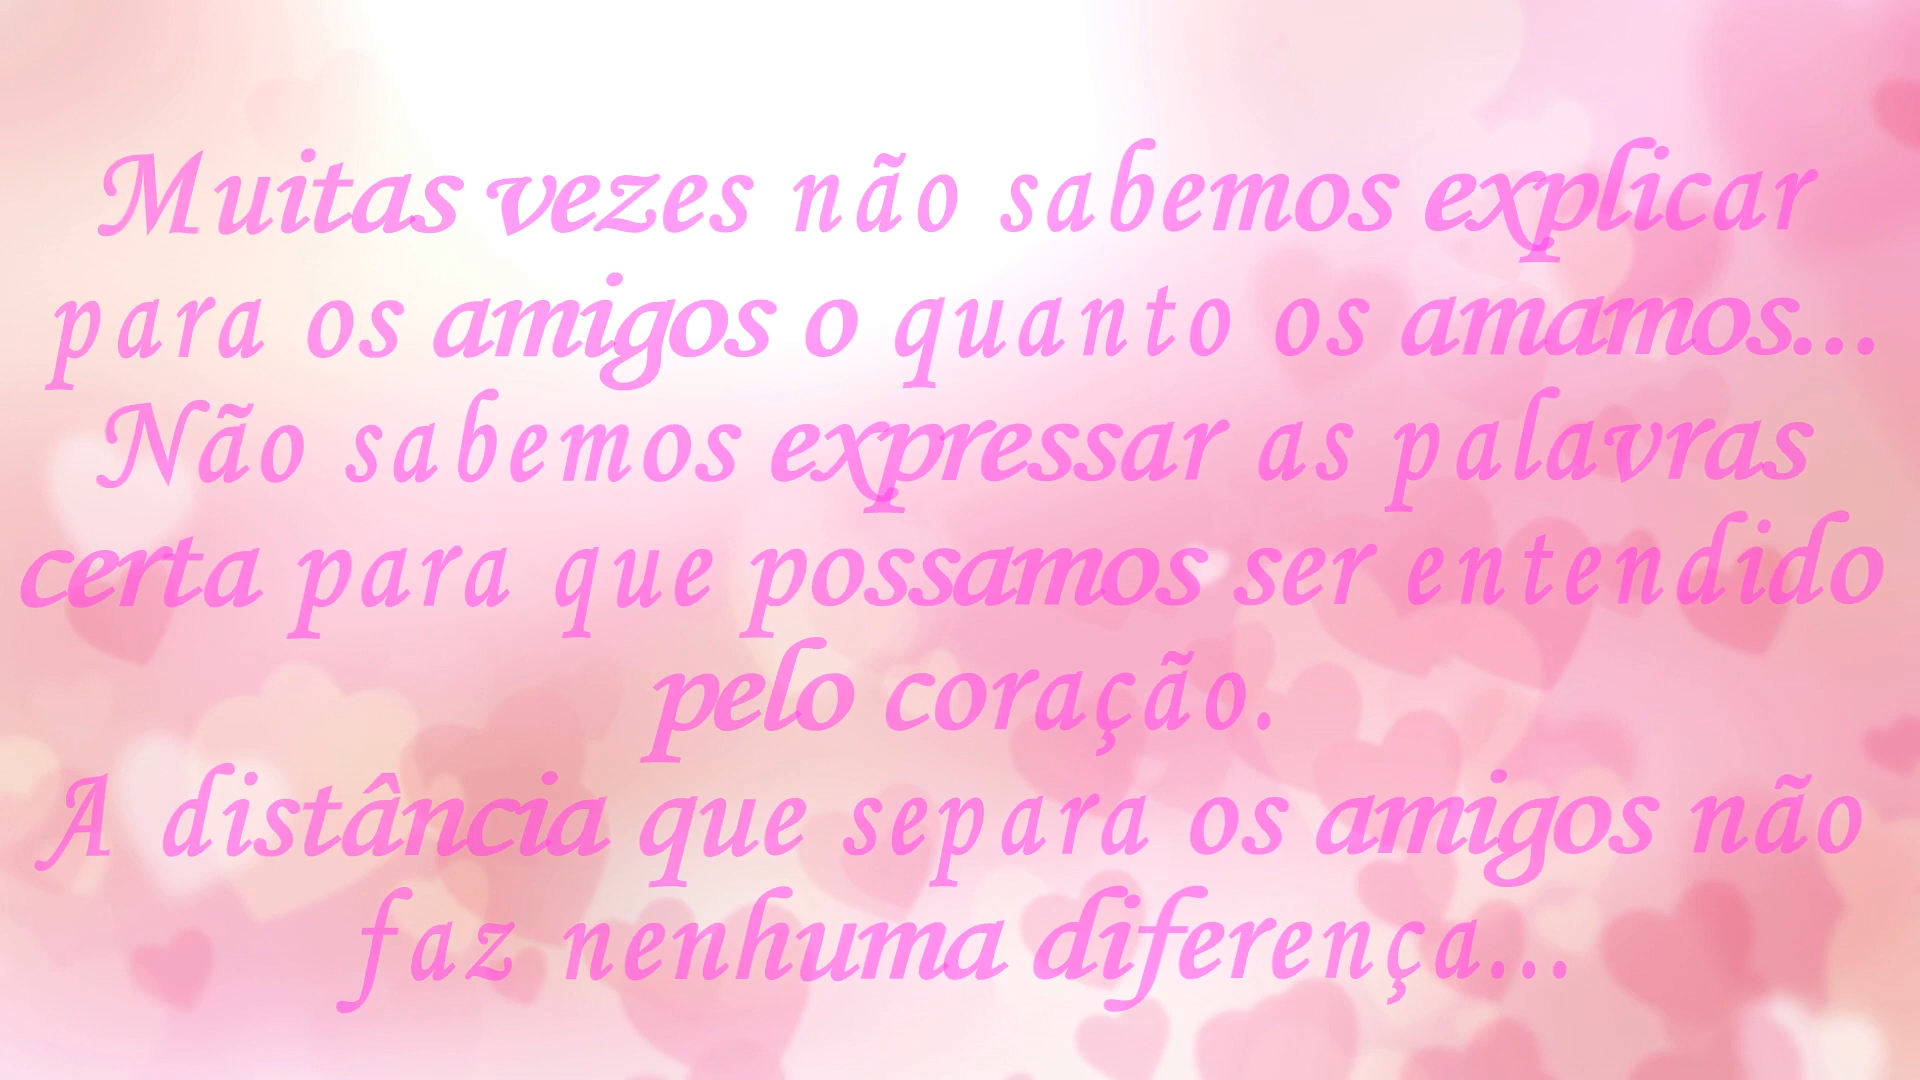 Muitas vezes não sabemos explicar
para os amigos o quanto os amamos...
Não sabemos expressar as palavras
certa para que possamos ser entendido
pelo coração.
A distância que separa os amigos não
faz nenhuma diferença...